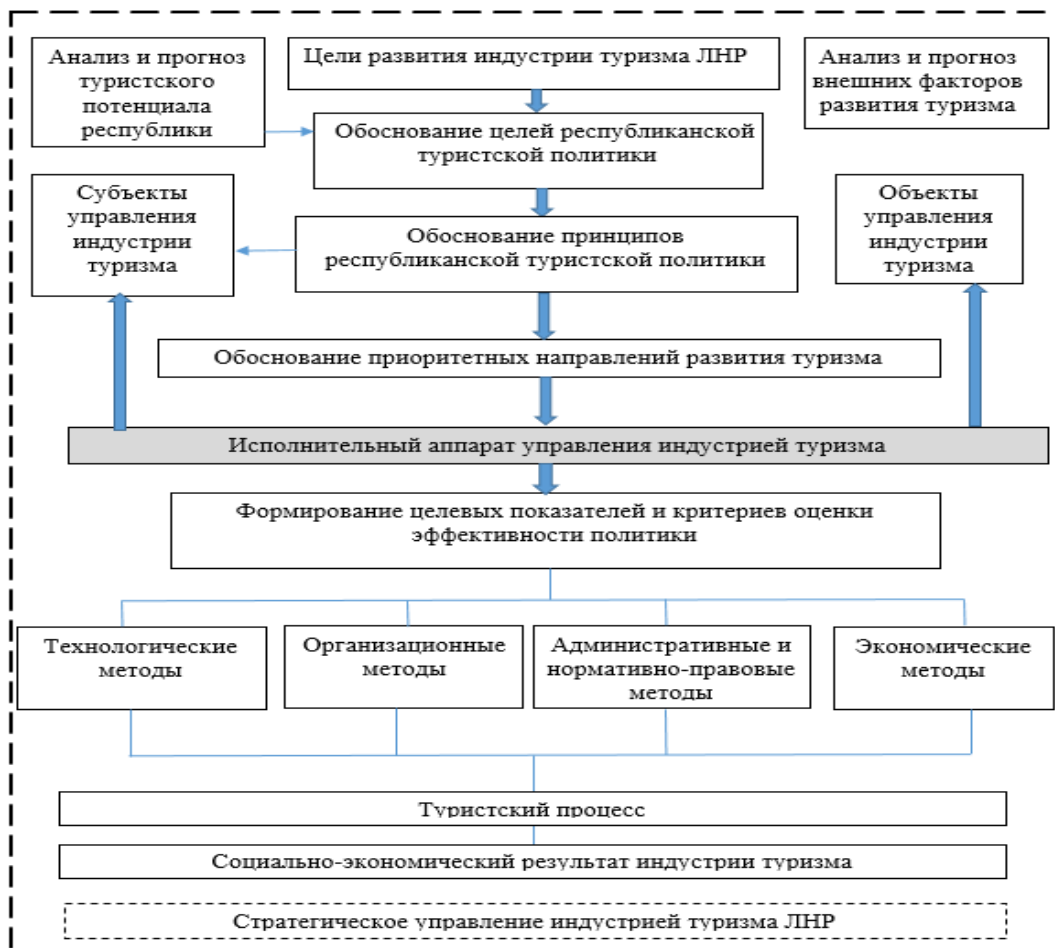 Анализ и прогноз
туристского
потенциала
республики
Цели развития индустрии туризма ЛНР
Анализ и прогноз
внешних факторов
развития туризма
Обоснование целей республиканской
туристской политики
Субъекты
управления
индустрии
туризма
Обоснование принципов
республиканской туристской политики
Объекты
управления
индустрии
туризма
Обоснование приоритетных направлений развития туризма
Исполнительный аппарат управления индустрией туризма
Формирование целевых показателей и критериев оценки
эффективности политики
Технологические
методы
Организационные
методы
Административные и
нормативно-правовые
методы
Экономические
методы
Туристский процесс
Социально-экономический результат индустрии туризма
Стратегическое управление индустрией туризма ЛНР